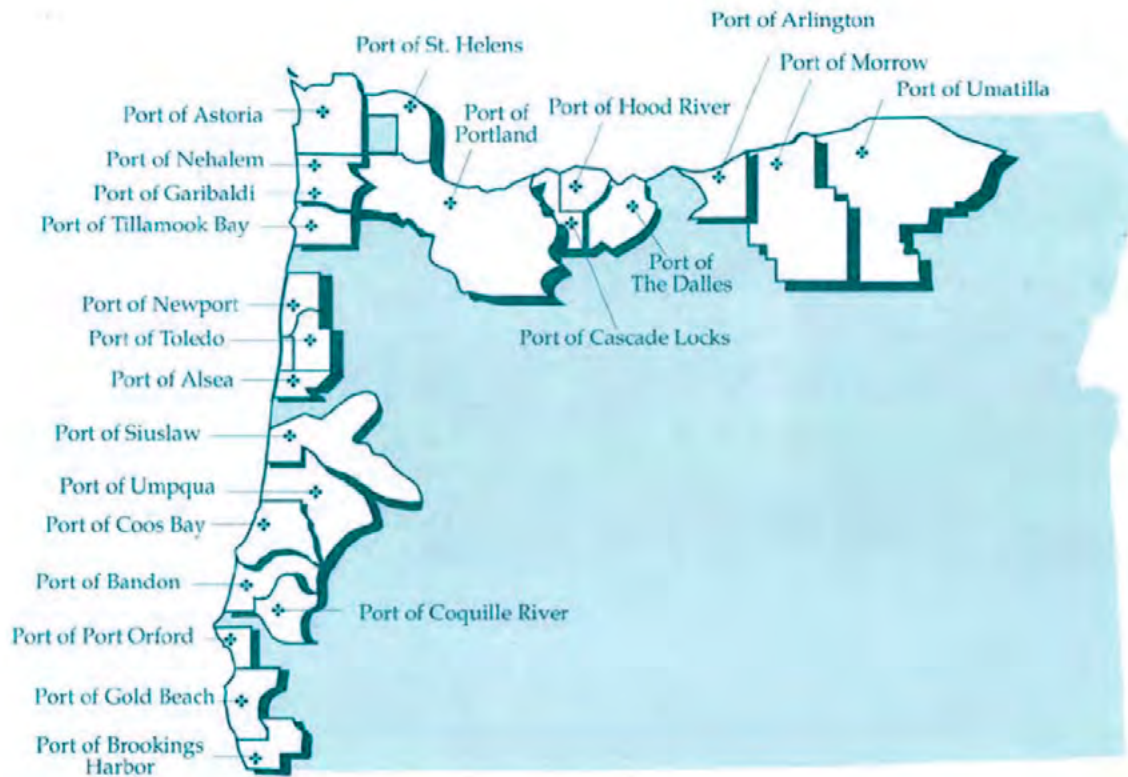 Port of Arlington
Port of St. Helens
Port of Morrow
Port of Hood River
Port of Umatilla
Port of Astoria
Port of
Portland
Port of Nehalem
Port of Garibaldi
Port of Tillamook Bay
Port of
The Dalles
Port of Newport
Port of Toledo
Port of Cascade Locks
Port of Alsea
Port of Siuslaw
Port of Umpqua
Port of Coos Bay
Port of Bandon
Port of Coquille River
Port of Port Orford
Port of Gold Beach
Port of Brookings
Harbor